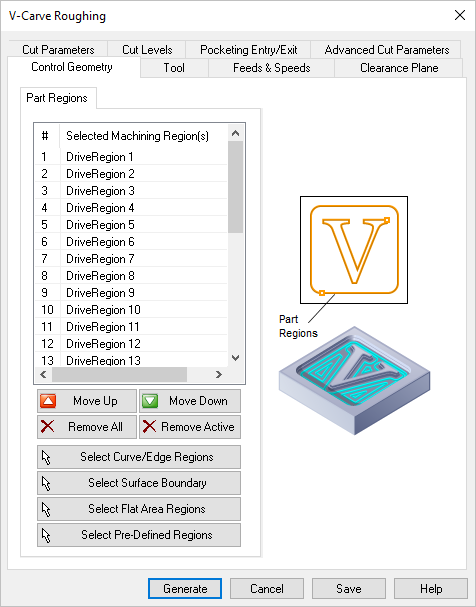 V-Carve Roughing
Cut Parameters Cut Levels Pocketing Entry/Exit Advanced Cut Parameters
Control Geometry Tool Feeds & Speeds Clearance Plane
Part Regions
# Selected Machining Region(s)
1 DriveRegion 1
2 DriveRegion 2
3 DriveRegion 3
4 DriveRegion 4
5 DriveRegion 5
6 DriveRegion 6
7 DriveRegion 7
8 DriveRegion 8
9 DriveRegion 9
10 DriveRegion 10
11 DriveRegion 11
12 DriveRegion 12
13 DriveRegion 13
Move Up Move Down
Remove All Remove Active
Select Curve/Edge Regions
Select Surface Boundary
Select Flat Area Regions
Select Pre-Defined Regions
V
Part
Regions
Generate Cancel Save Help